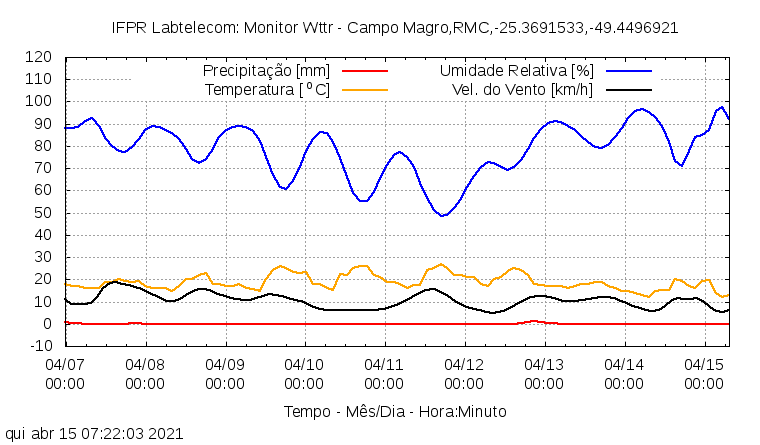 IFPR Labtelecom: Monitor Wttr - Campo Magro,RMC,-25.3691533,-49.4496921
120
110
100
90
80
70
60
50
40
30
20
10
0
-10
Precipitação [mm]
Temperatura [⁰C]
Umidade Relativa [%]
Vel. do Vento [km/h]
04/07 04/08 04/09 04/10 04/11 04/12 04/13 04/14 04/15
00:00 00:00 00:00 00:00 00:00 00:00 00:00 00:00 00:00
Tempo - Mês/Dia - Hora:Minuto
qui abr 15 07:22:03 2021